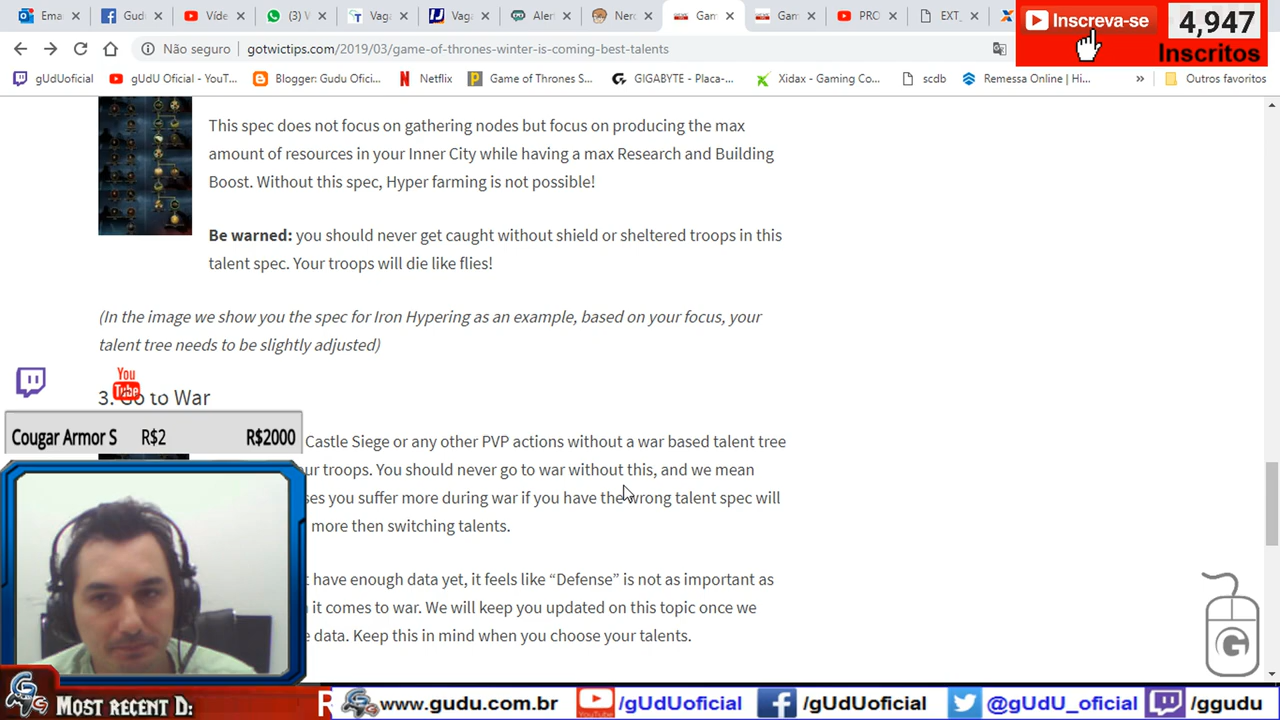 Ema
Gud
Víde
(3) V
Vaga
Vaga
Aler
Nerd
Gam
Gam
PRO
EXT.
Inscreva-se
4,947
Inscritos
Não seguro
gotwictips.com/2019/03/game-of-thrones-winter-is-coming-best-talents
gUdUoficial
gUdU Oficial - YouT...
Blogger: Gudu Ofici...
Netflix
Game of Thrones S...
GIGABYTE - Placa-...
Xidax - Gaming Co...
scdb
Remessa Online | Hi...
»
Outros favoritos
This spec does not focus on gathering nodes but focus on producing the max
amount of resources in your Inner City while having a max Research and Building
Boost. Without this spec, Hyper farming is not possible!
Be warned: you should never get caught without shield or sheltered troops in this
talent spec. Your troops will die like flies!
(In the image we show you the spec for Iron Hypering as an example, based on your focus, your
talent tree needs to be slightly adjusted)
You
Tube
3. Go to War
Cougar Armor S R$2 R$2000
Castle Siege or any other PVP actions without a war based talent tree
ur troops. You should never go to war without this, and we mean
ses you suffer more during war if you have the wrong talent spec will
more then switching talents.
t have enough data yet, it feels like “Defense” is not as important as
it comes to war. We will keep you updated on this topic once we
e data. Keep this in mind when you choose your talents.
Most recent D:
www.gudu.com.br
YouTube
/gUdUoficial
/gUdUoficial
@gUdU_oficial
/ggudu